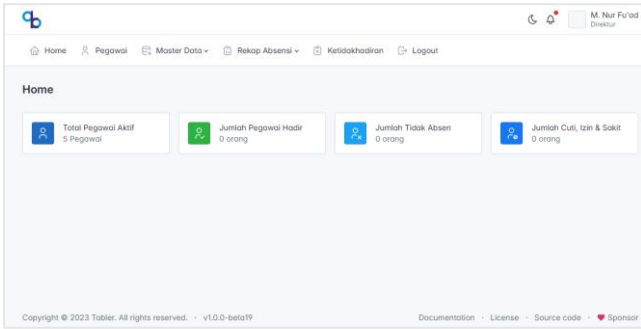 M. Nur Fu'ad
Direktur
Home Pegawai Master Data Rekap Absensi Ketidakhadiran Logout
Home
Total Pegawai Aktif
5 Pegawai
Jumlah Pegawai Hadir
0 orang
Jumlah Tidak Absen
0 orang
Jumlah Cuti, Izin & Sakit
0 orang
Copyright © 2023 Tabler. All rights reserved. · v1.0.0-beta19
Documentation · License · Source code · Sponsor